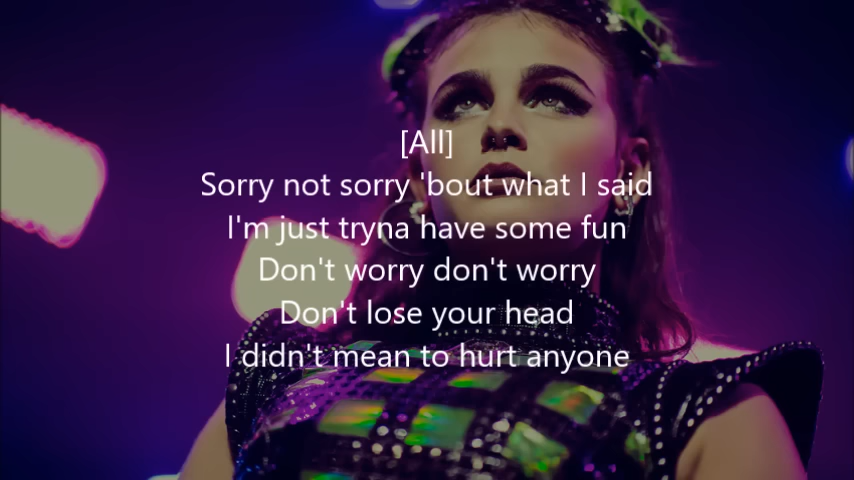 [All]
Sorry not sorry 'bout what I said
I'm just tryna have some fun
Don't worry don't worry
Don't lose your head
I didn't mean to hurt anyone